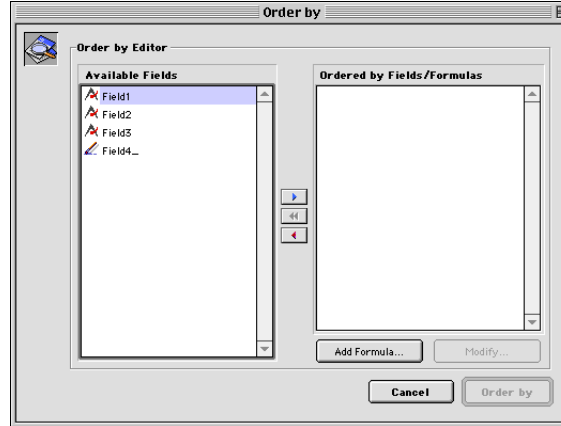 Order by
Order by Editor
Available Fields
Field1
Field2
Field3
Field4_
Ordered by Fields/Formulas
Add Formula...
Modify...
Cancel
Order by